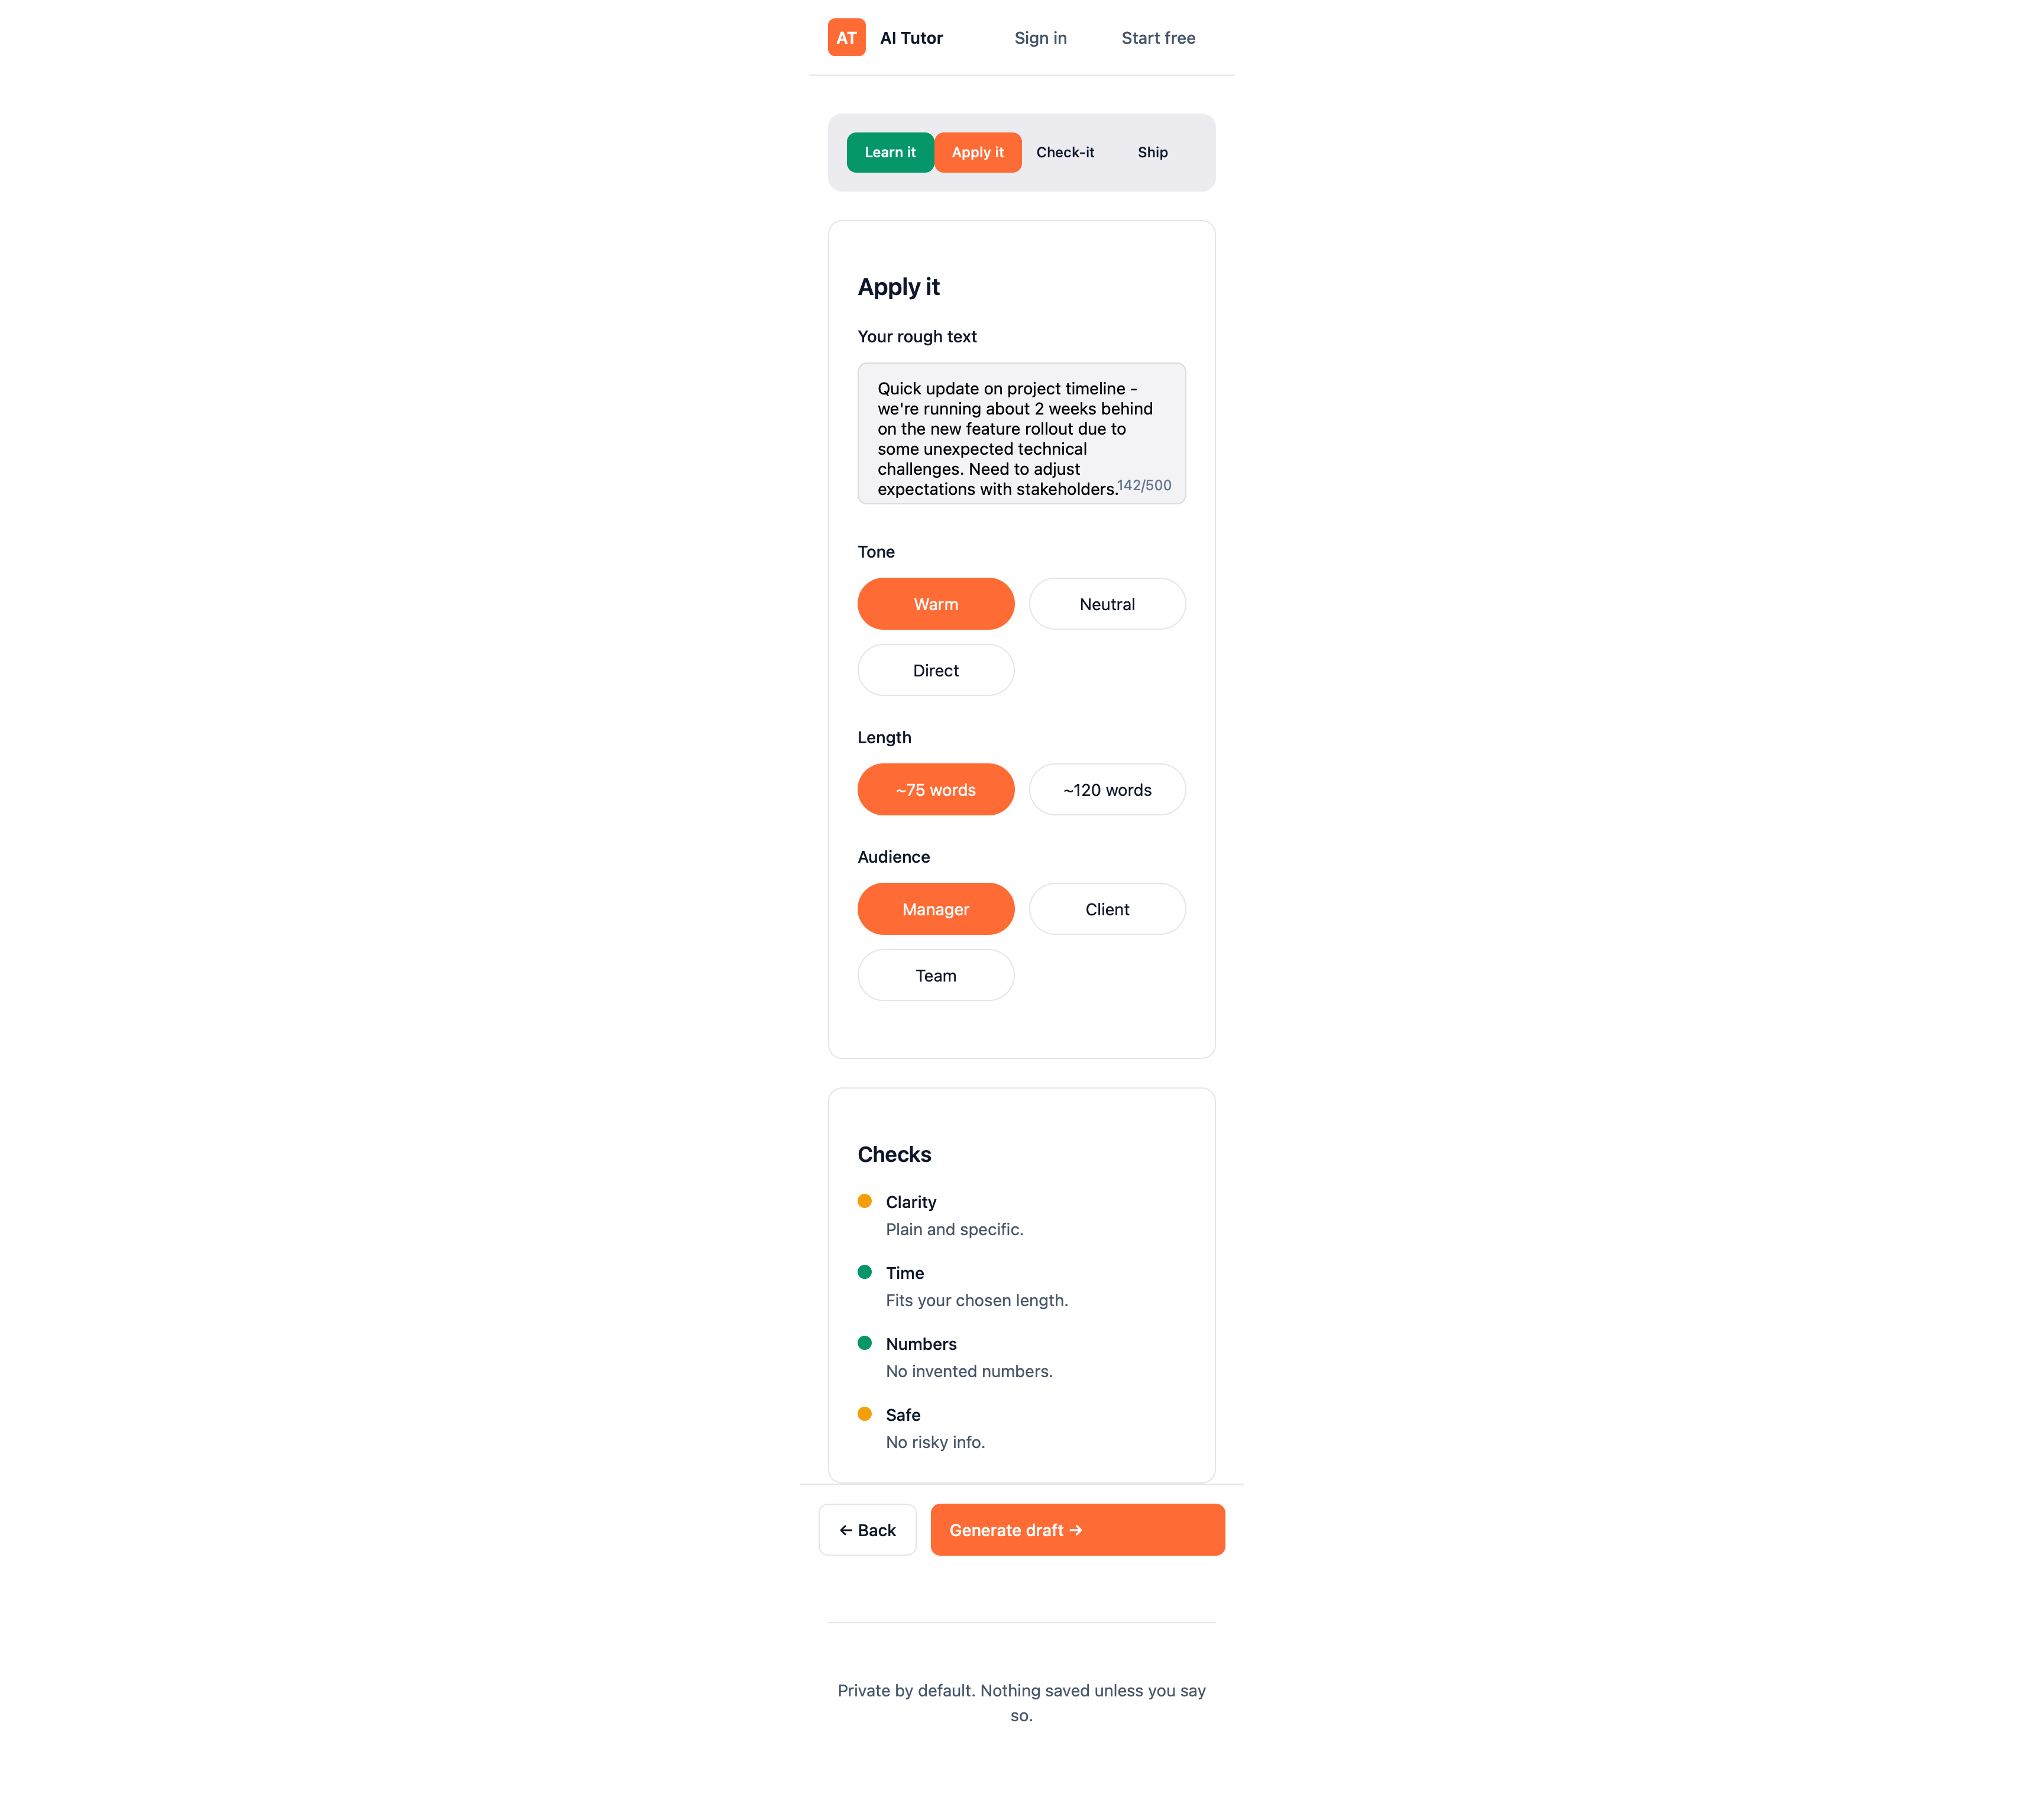 AT AI Tutor Sign in Start free
Learn it Apply it Check-it Ship
Apply it
Your rough text
Quick update on project timeline -
we're running about 2 weeks behind
on the new feature rollout due to
some unexpected technical
challenges. Need to adjust
expectations with stakeholders.
142/500
Tone
Warm Neutral
Direct
Length
~75 words ~120 words
Audience
Manager Client
Team
Checks
Clarity
Plain and specific.
Time
Fits your chosen length.
Numbers
No invented numbers.
Safe
No risky info.
← Back Generate draft →
Private by default. Nothing saved unless you say
so.